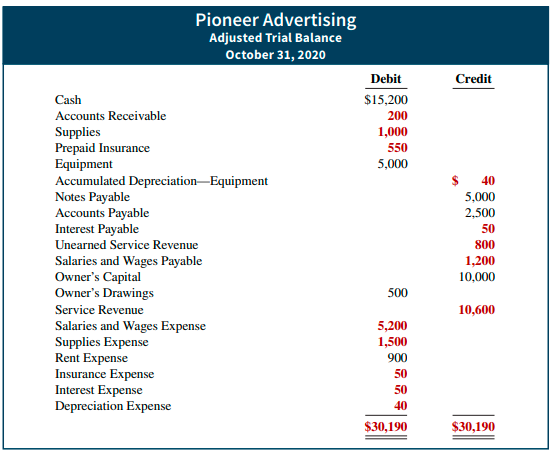 Pioneer Advertising
Adjusted Trial Balance
October 31, 2020
Debit Credit
Cash $15,200
Accounts Receivable 200
Supplies 1,000
Prepaid Insurance 550
Equipment 5,000
Accumulated Depreciation—Equipment $ 40
Notes Payable 5,000
Accounts Payable 2,500
Interest Payable 50
Unearned Service Revenue 800
Salaries and Wages Payable 1,200
Owner's Capital 10,000
Owner's Drawings 500
Service Revenue 10,600
Salaries and Wages Expense 5,200
Supplies Expense 1,500
Rent Expense 900
Insurance Expense 50
Interest Expense 50
Depreciation Expense 40
$30,190 $30,190